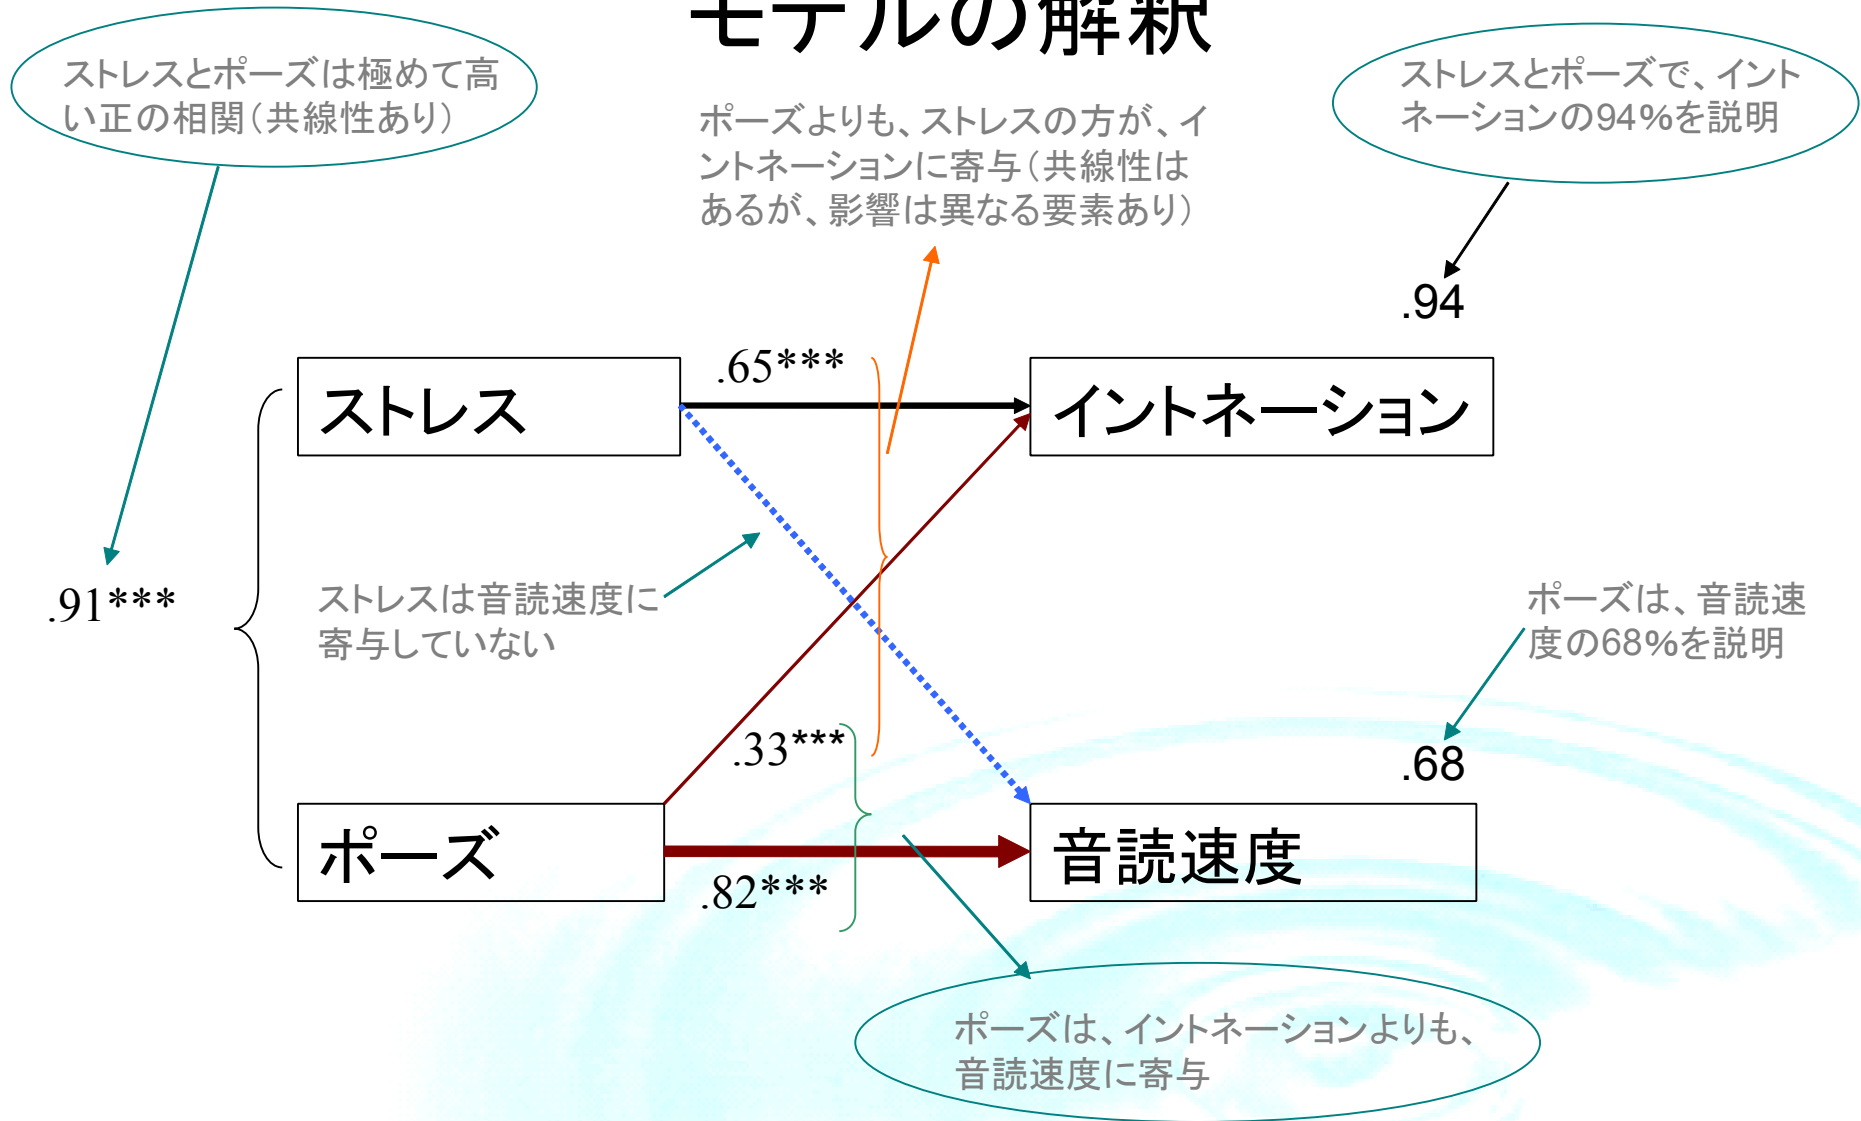 モデルの解釈
ストレスとポーズは極めて高
い正の相関（共線性あり）
ポーズよりも、ストレスの方が、イ
ントネーションに寄与（共線性は
あるが、影響は異なる要素あり）
ストレスとポーズで、イント
ネーションの94%を説明
.94
.65***
ストレス
イントネーション
.91***
ストレスは音読速度に
寄与していない
ポーズは、音読速
度の68%を説明
.33***
.68
ポーズ
音読速度
.82***
ポーズは、イントネーションよりも、
音読速度に寄与